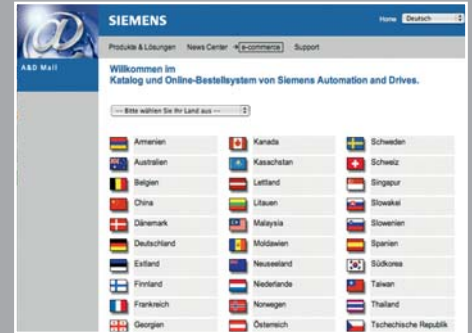 SIEMENS
Home Deutsch
Produkte & Lösungen News Center e-commerce Support
A&D Mall
Willkommen im
Katalog und Online-Bestellsystem von Siemens Automation and Drives.
--- Bitte wählen Sie Ihr Land aus ---
Armenien Kanada Schweden
Australien Kasachstan Schweiz
Belgien Lettland Singapur
China Litauen Slowakei
Dänemark Malaysia Slowenien
Deutschland Moldawien Spanien
Estland Neuseeland Südkorea
Finnland Niederlande Taiwan
Frankreich Norwegen Thailand
Georgien Österreich Tschechische Republik